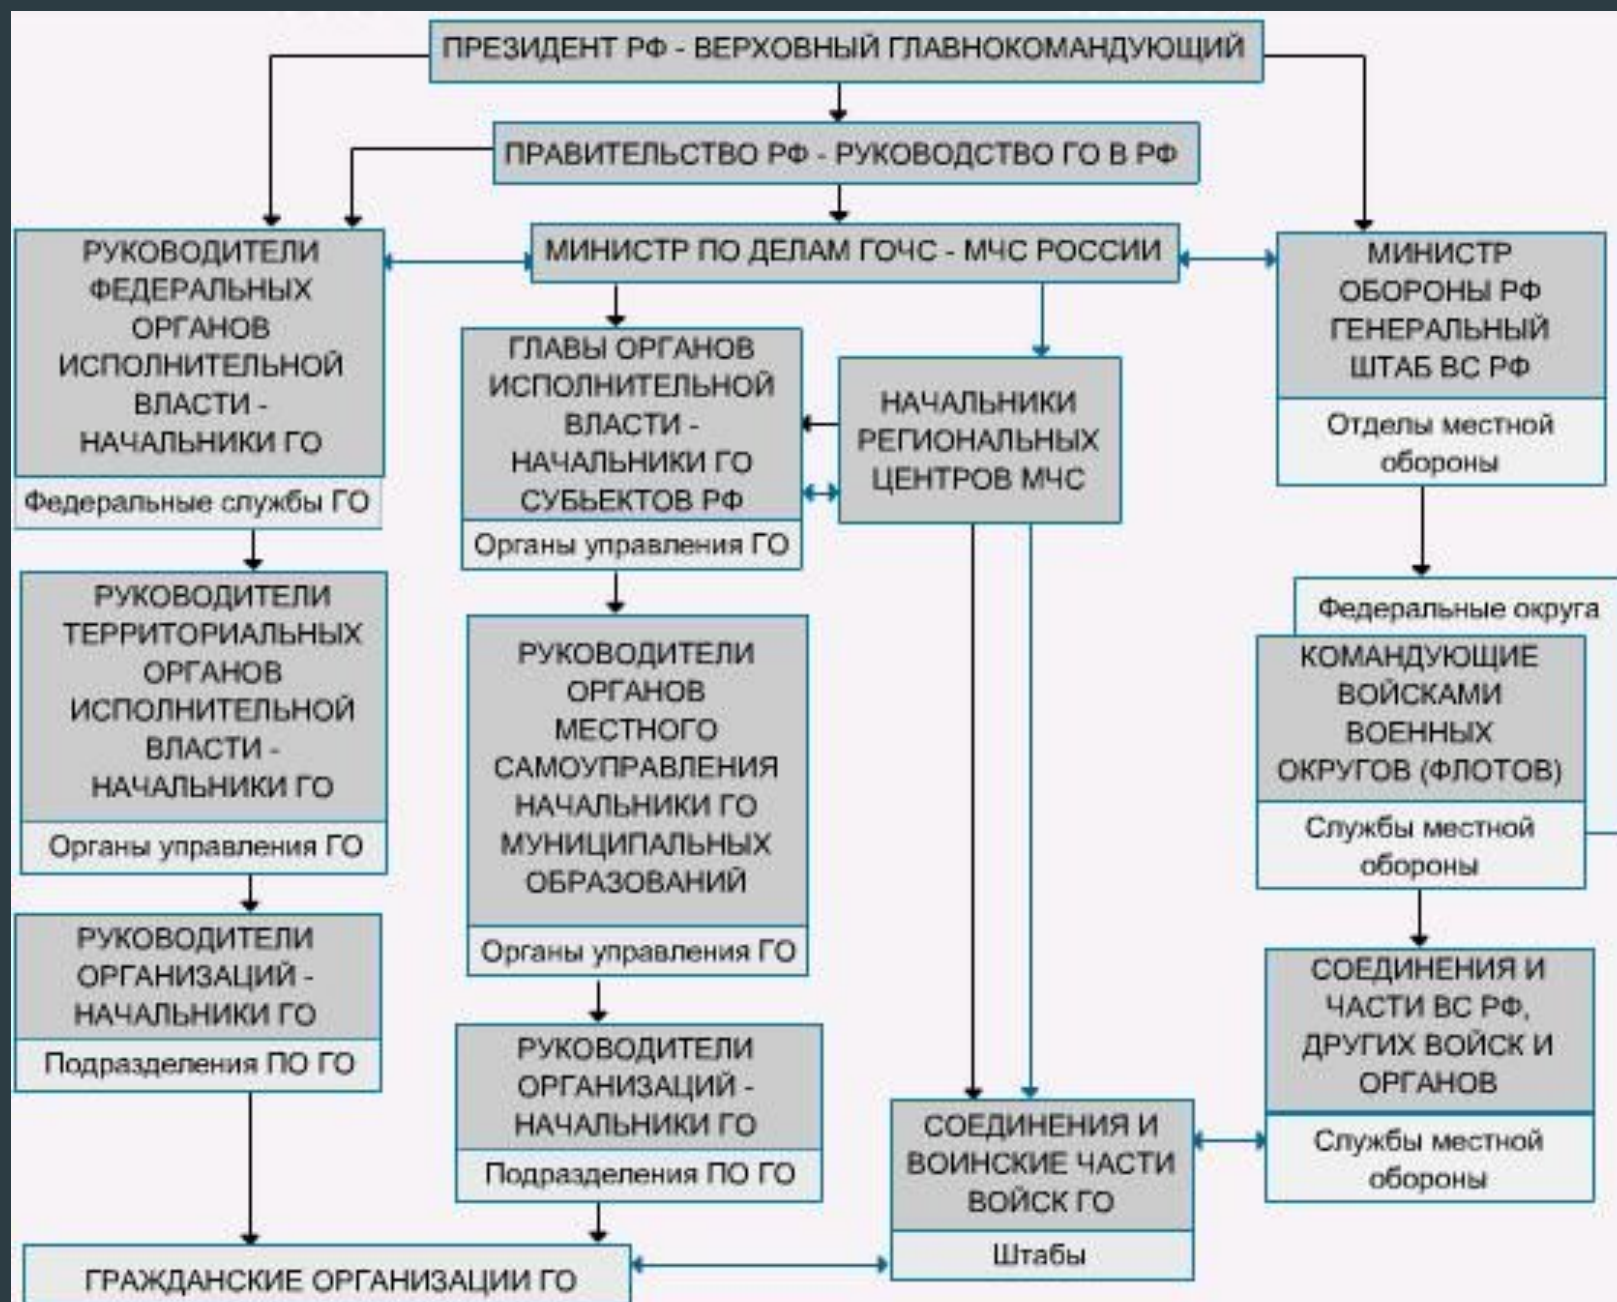 ПРЕЗИДЕНТ РФ - ВЕРХОВНЫЙ ГЛАВНОКОМАНДУЮЩИЙ
ПРАВИТЕЛЬСТВО РФ - РУКОВОДСТВО ГО В РФ
РУКОВОДИТЕЛИ
ФЕДЕРАЛЬНЫХ
ОРГАНОВ
ИСПОЛНИТЕЛЬНОЙ
ВЛАСТИ -
НАЧАЛЬНИКИ ГО
Федеральные службы ГО
МИНИСТР ПО ДЕЛАМ ГОЧС - МЧС РОССИИ
МИНИСТР
ОБОРОНЫ РФ
ГЕНЕРАЛЬНЫЙ
ШТАБ ВС РФ
Отделы местной
обороны
ГЛАВЫ ОРГАНОВ
ИСПОЛНИТЕЛЬНОЙ
ВЛАСТИ -
НАЧАЛЬНИКИ ГО
СУБЬЕКТОВ РФ
Органы управления ГО
НАЧАЛЬНИКИ
РЕГИОНАЛЬНЫХ
ЦЕНТРОВ МЧС
РУКОВОДИТЕЛИ
ТЕРРИТОРИАЛЬНЫХ
ОРГАНОВ
ИСПОЛНИТЕЛЬНОЙ
ВЛАСТИ -
НАЧАЛЬНИКИ ГО
Органы управления ГО
РУКОВОДИТЕЛИ
ОРГАНОВ
МЕСТНОГО
САМОУПРАВЛЕНИЯ
НАЧАЛЬНИКИ ГО
МУНИЦИПАЛЬНЫХ
ОБРАЗОВАНИЙ
Органы управления ГО
Федеральные округа
КОМАНДУЮЩИЕ
ВОЙСКАМИ
ВОЕННЫХ
ОКРУГОВ (ФЛОТОВ)
Службы местной
обороны
РУКОВОДИТЕЛИ
ОРГАНИЗАЦИЙ -
НАЧАЛЬНИКИ ГО
Подразделения ПО ГО
РУКОВОДИТЕЛИ
ОРГАНИЗАЦИЙ -
НАЧАЛЬНИКИ ГО
Подразделения ПО ГО
СОЕДИНЕНИЯ И
ЧАСТИ ВС РФ,
ДРУГИХ ВОЙСК И
ОРГАНОВ
Службы местной
обороны
СОЕДИНЕНИЯ И
ВОИНСКИЕ ЧАСТИ
ВОЙСК ГО
Штабы
ГРАЖДАНСКИЕ ОРГАНИЗАЦИИ ГО